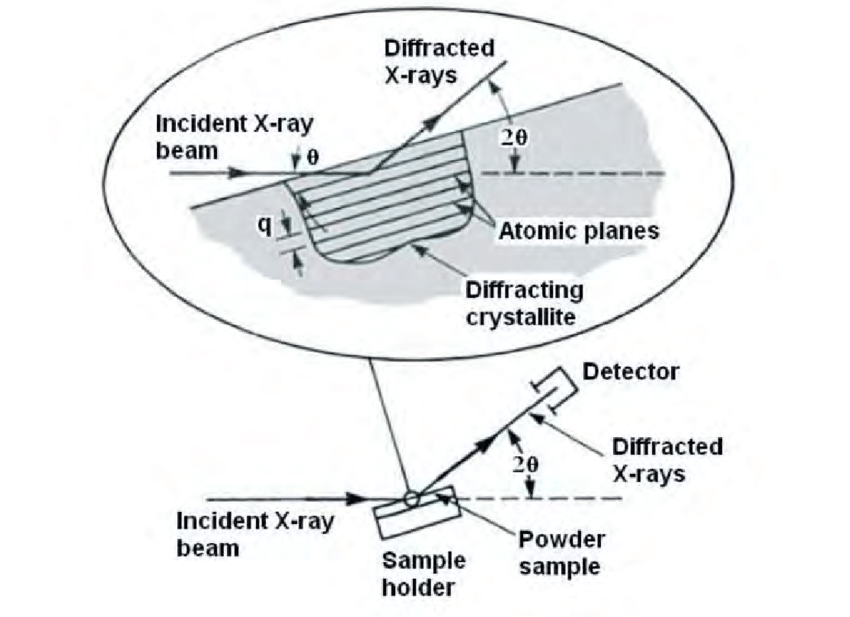 Diffracted
X-rays
Incident X-ray
beam
θ
2θ
q
Atomic planes
Diffracting
crystallite
Detector
Diffracted
X-rays
2θ
Incident X-ray
beam
Powder
sample
Sample
holder